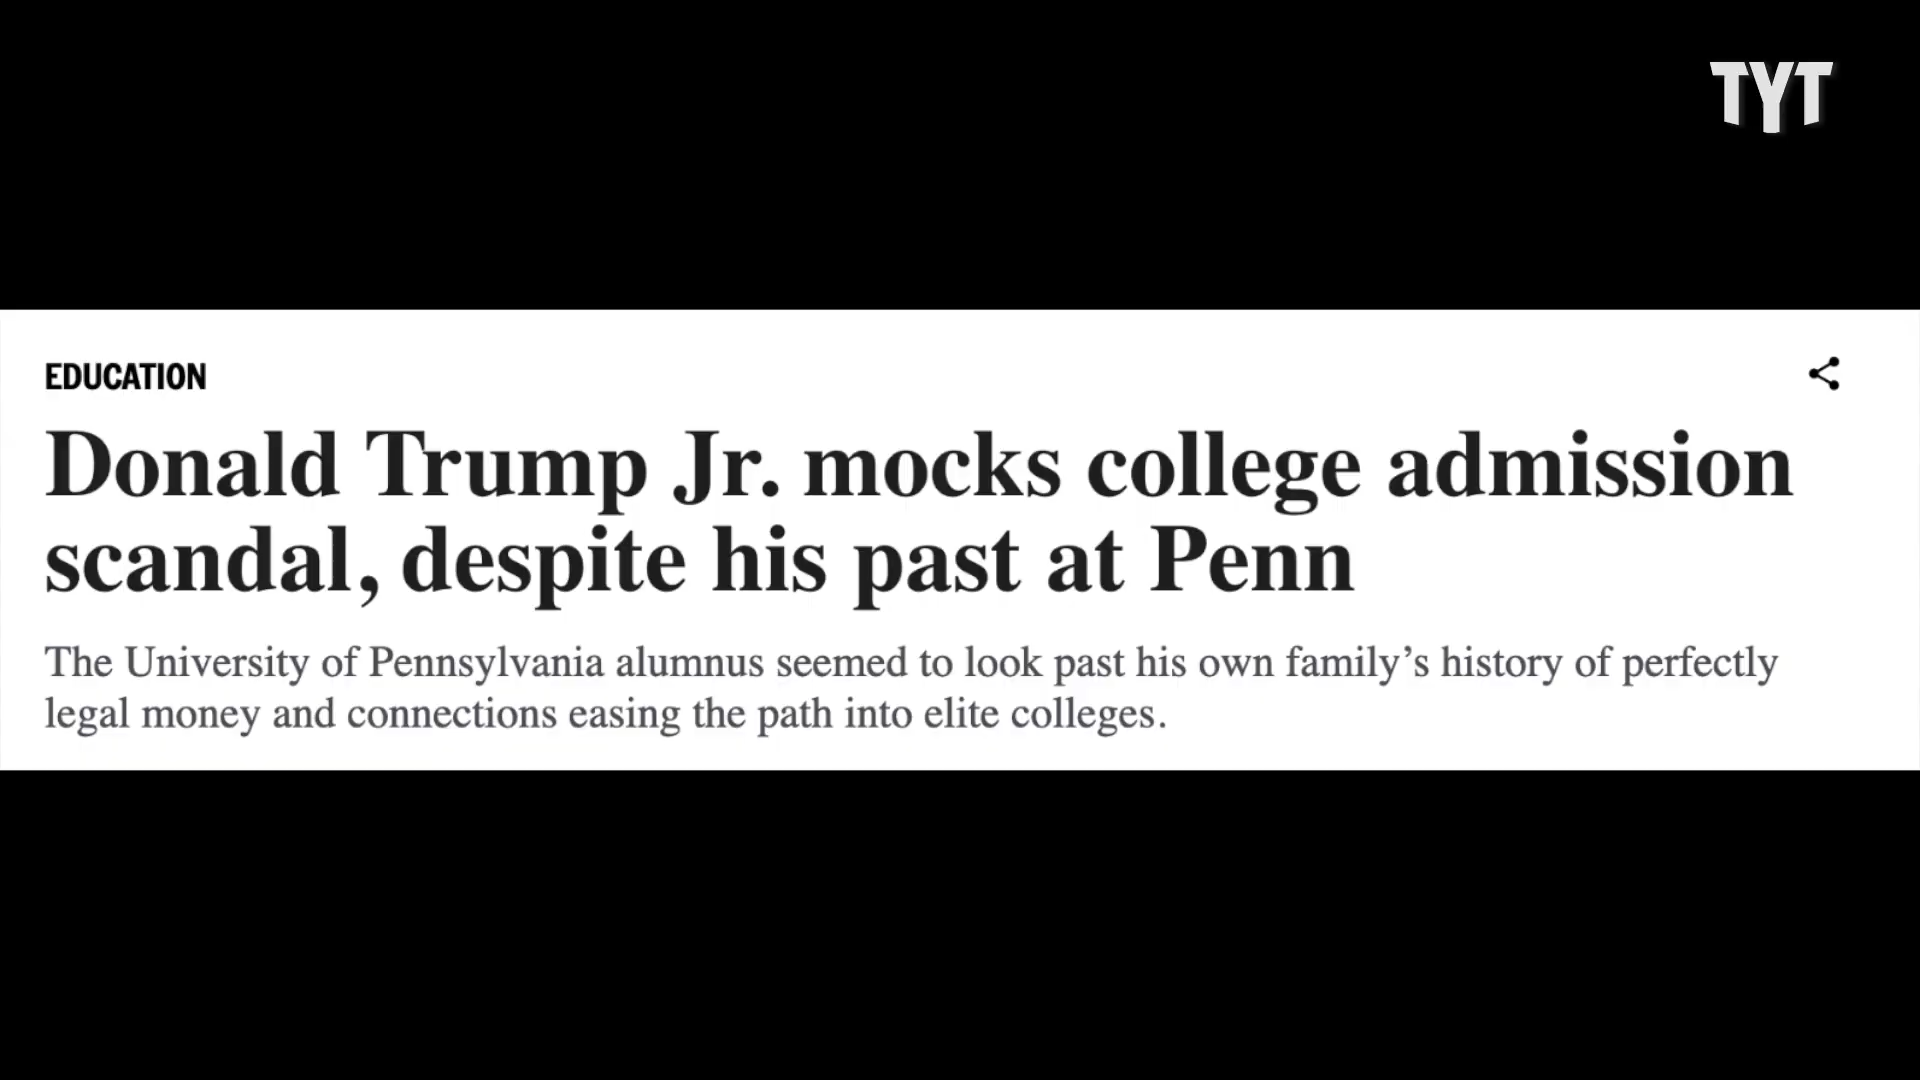 TYT
EDUCATION
Donald Trump Jr. mocks college admission
scandal, despite his past at Penn
The University of Pennsylvania alumnus seemed to look past his own family’s history of perfectly
legal money and connections easing the path into elite colleges.